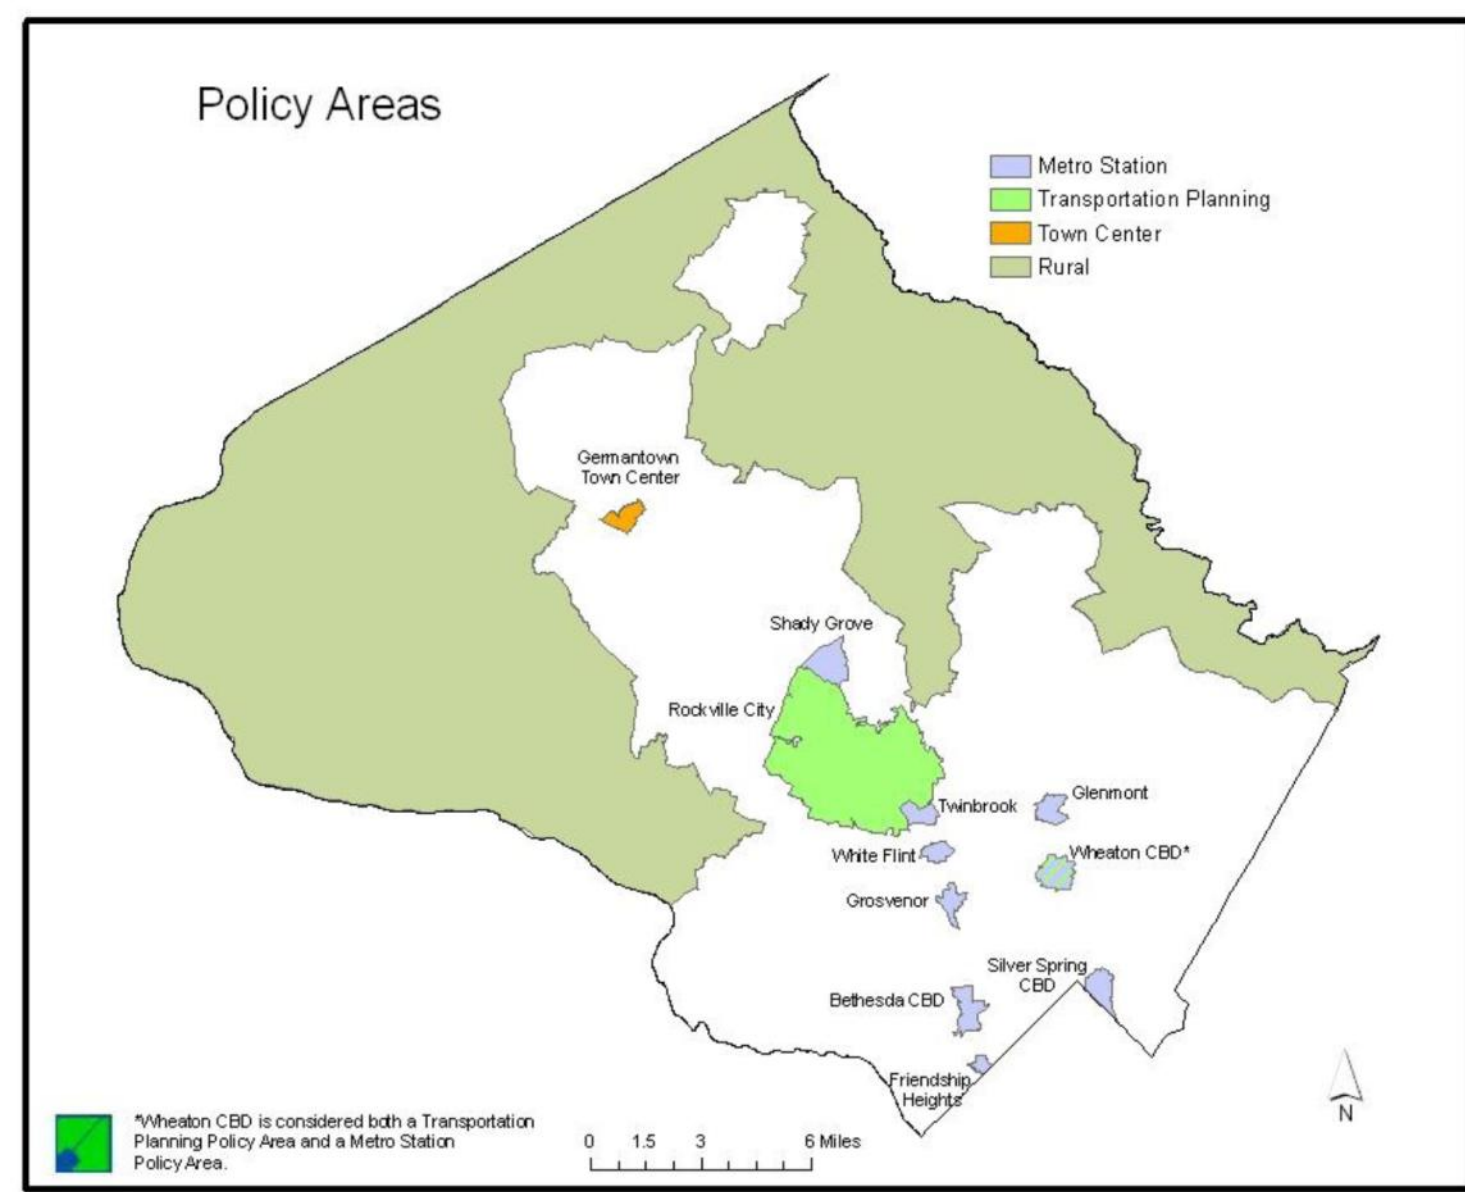 Policy Areas
Metro Station
Transportation Planning
Town Center
Rural
Germantown
Town Center
Shady Grove
Rockville City
Twinbrook
Glenmont
White Flint
Wheaton CBD*
Grosvenor
Silver Spring
CBD
Bethesda CBD
Friendship
Heights
*Wheaton CBD is considered both a Transportation
Planning Policy Area and a Metro Station
Policy Area.
0 1.5 3 6 Miles
N